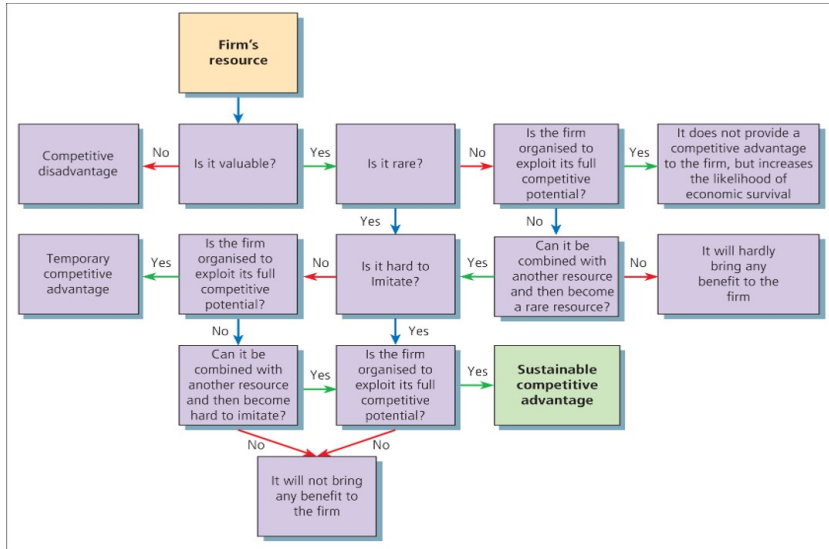 Firm's
resource
Competitive
disadvantage
No
Is it valuable?
Yes
Is it rare?
No
Is the firm
organised to
exploit its full
competitive
potential?
Yes
It does not provide a
competitive advantage
to the firm, but increases
the likelihood of
economic survival
Yes
No
Temporary
competitive
advantage
Yes
Is the firm
organised to
exploit its full
competitive
potential?
No
Is it hard to
Imitate?
Yes
Can it be
combined with
another resource
and then become
a rare resource?
No
It will hardly
bring any
benefit to the
firm
No
Yes
Can it be
combined with
another resource
and then become
hard to imitate?
Yes
Is the firm
organised to
exploit its full
competitive
potential?
Yes
Sustainable
competitive
advantage
No
No
It will not bring
any benefit to
the firm